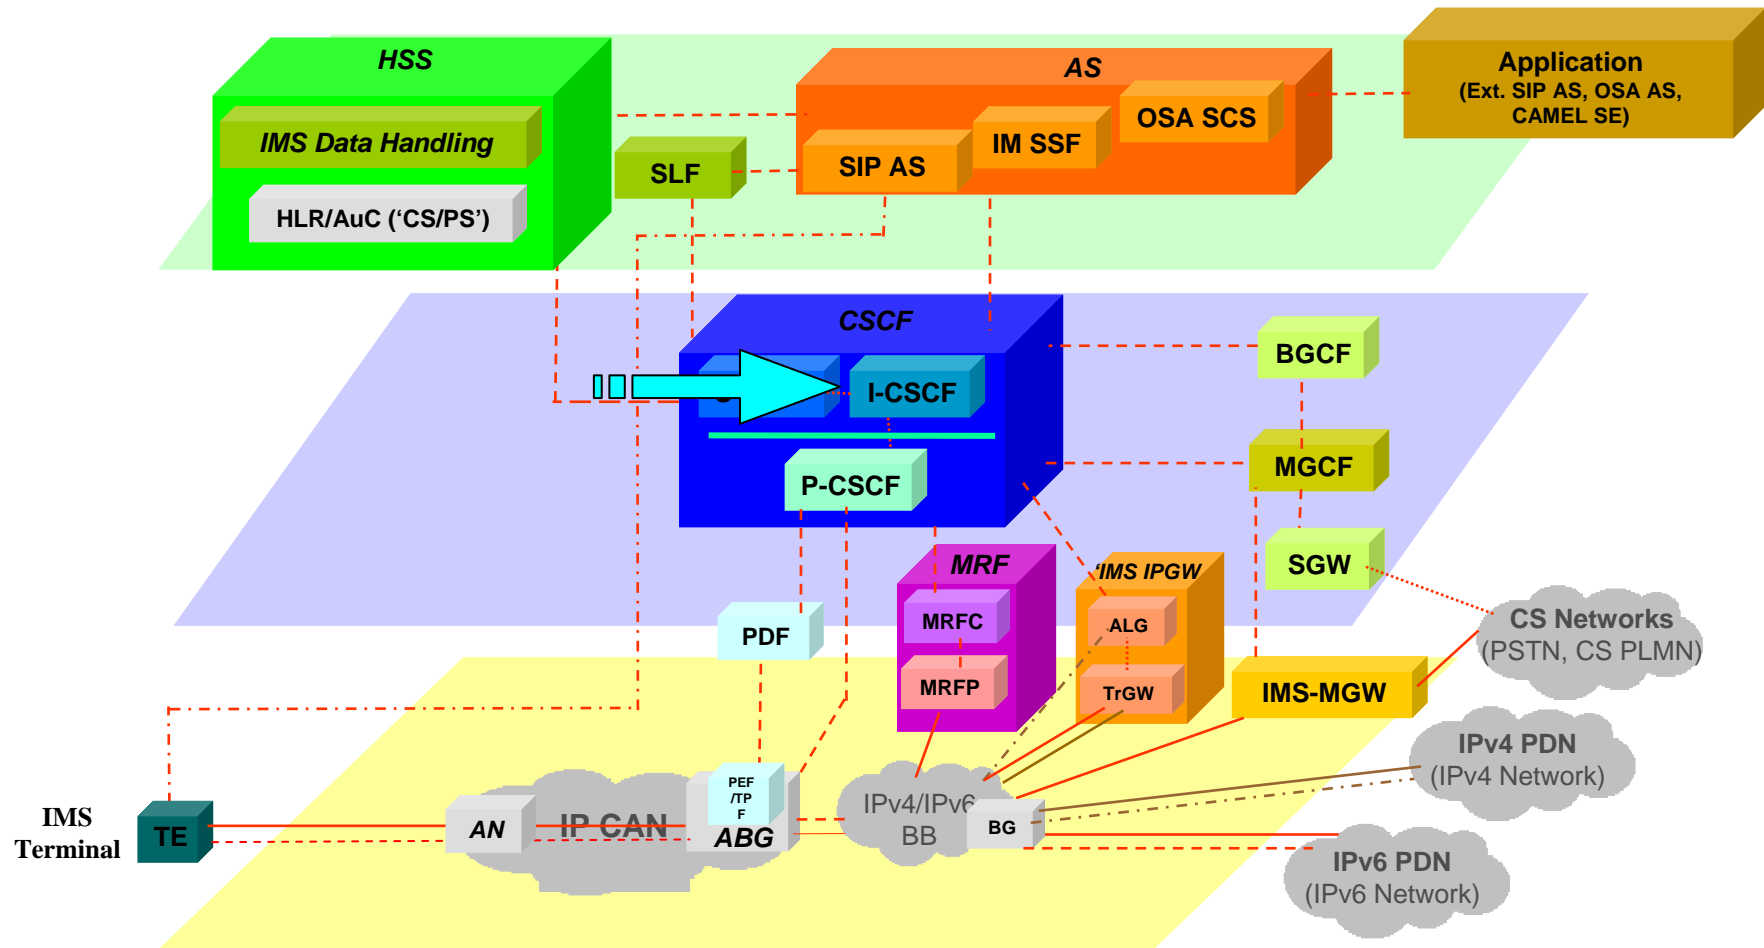 HSS
IMS Data Handling
HLR/AuC (‘CS/PS’)
SLF
AS
SIP AS
IM SSF
OSA SCS
Application
(Ext. SIP AS, OSA AS,
CAMEL SE)
CSCF
I-CSCF
P-CSCF
BGCF
MGCF
SGW
MRF
MRFC
MRFP
‘IMS IPGW
ALG
TrGW
PDF
IMS-MGW
CS Networks
(PSTN, CS PLMN)
IPv4 PDN
(IPv4 Network)
IPv6 PDN
(IPv6 Network)
IMS
Terminal
TE
AN
IP CAN
PEF
/TP
F
ABG
IPv4/IPv6
BB
BG